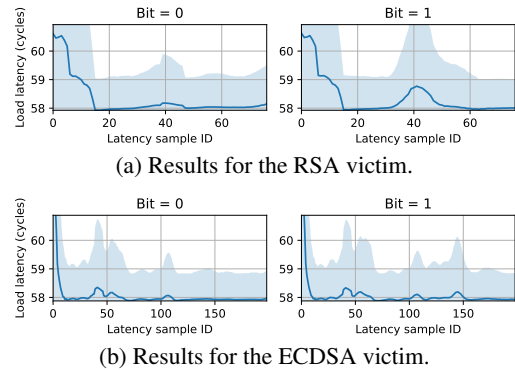 Bit = 0
Bit = 1
Load latency (cycles)
60
59
58
0 20 40 60
Latency sample ID
0 20 40 60
Latency sample ID
(a) Results for the RSA victim.
Bit = 0
Bit = 1
Load latency (cycles)
60
59
58
0 50 100 150
Latency sample ID
0 50 100 150
Latency sample ID
(b) Results for the ECDSA victim.